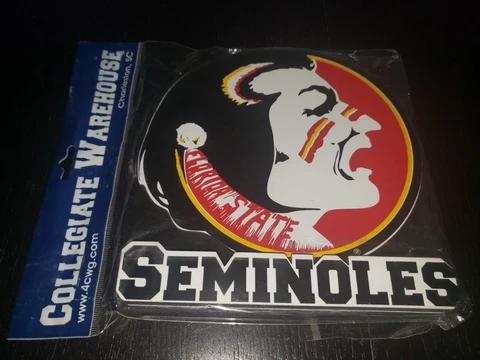 COLLEGIATE WAREHOUSE
Charleston, SC
www.4cwg.com
FLORIDA STATE
SEMINOLES
®